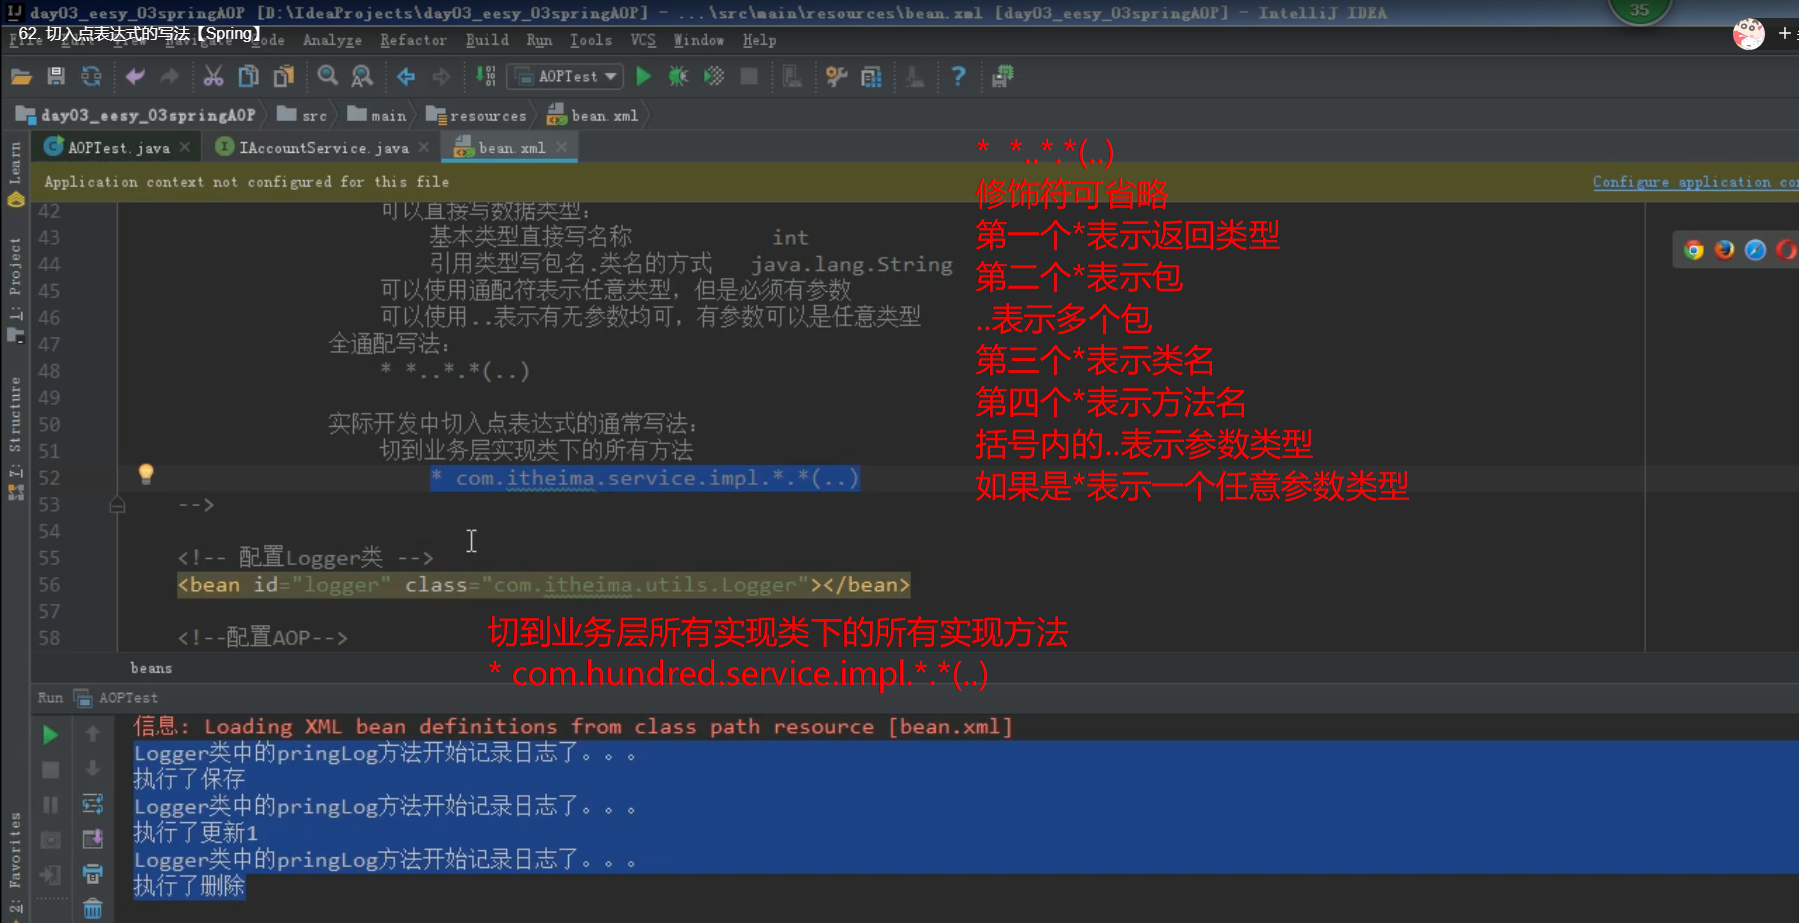 day03_eesy_03springAOP [D:\IdeaProjects\day03_eesy_03springAOP] - ...\src\main\resources\bean.xml [day03_eesy_03springAOP] - IntelliJ IDEA
35
62. 切入点表达式的写法【Spring】
Analyze Refactor Build Run Tools VCS Window Help
AOPTest
day03_eesy_03springAOP src main resources bean.xml
AOPTest.java IAccountService.java bean.xml
Application context not configured for this file
Configure application
Learn
1: Project
7: Structure
2: Favorites
42 可以直接写数据类型：
43 基本类型直接写名称 int
44 引用类型写包名.类名的方式 java.lang.String
45 可以使用通配符表示任意类型，但是必须有参数
46 可以使用..表示有无参数均可，有参数可以是任意类型
47 全通配写法：
48 * *..*.*(..)
49
50 实际开发中切入点表达式的通常写法：
51 切到业务层实现类下的所有方法
52 * com.itheima.service.impl.*.*(..)
53 -->
54
55 <!-- 配置Logger类 -->
56 <bean id="logger" class="com.itheima.utils.Logger"></bean>
57
58 <!--配置AOP-->
* *..*.*(..)
修饰符可省略
第一个*表示返回类型
第二个*表示包
..表示多个包
第三个*表示类名
第四个*表示方法名
括号内的..表示参数类型
如果是*表示一个任意参数类型
切到业务层所有实现类下的所有实现方法
* com.hundred.service.impl.*.*(..)
beans
Run AOPTest
信息: Loading XML bean definitions from class path resource [bean.xml]
Logger类中的pringLog方法开始记录日志了。。。
执行了保存
Logger类中的pringLog方法开始记录日志了。。。
执行了更新1
Logger类中的pringLog方法开始记录日志了。。。
执行了删除